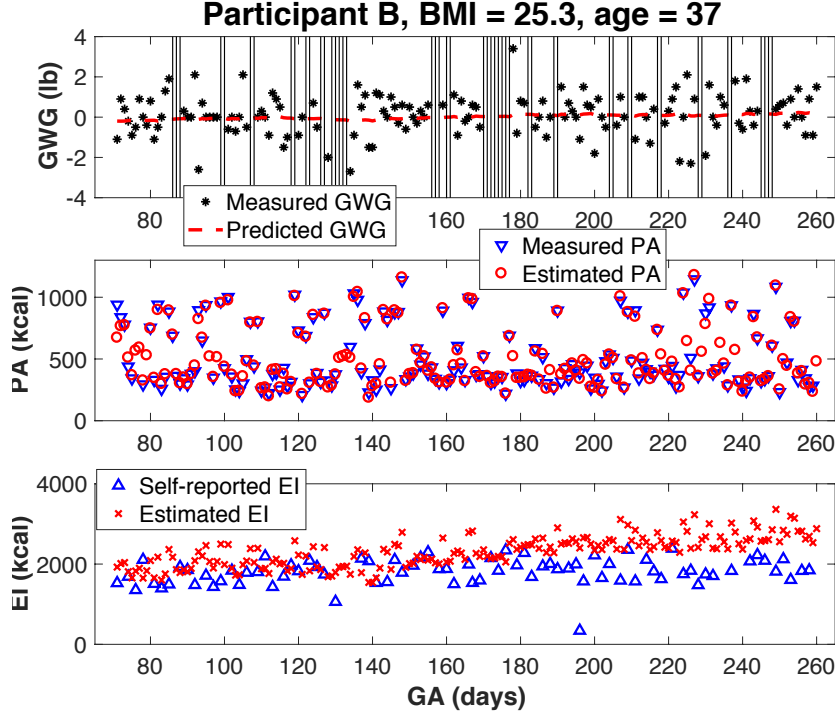 Participant B, BMI = 25.3, age = 37
GWG (lb)
4
2
0
-2
-4
80 100 120 140 160 180 200 220 240 260
Measured GWG
Predicted GWG
PA (kcal)
1000
500
0
Measured PA
Estimated PA
80 100 120 140 160 180 200 220 240 260
EI (kcal)
4000
2000
0
Self-reported EI
Estimated EI
80 100 120 140 160 180 200 220 240 260
GA (days)